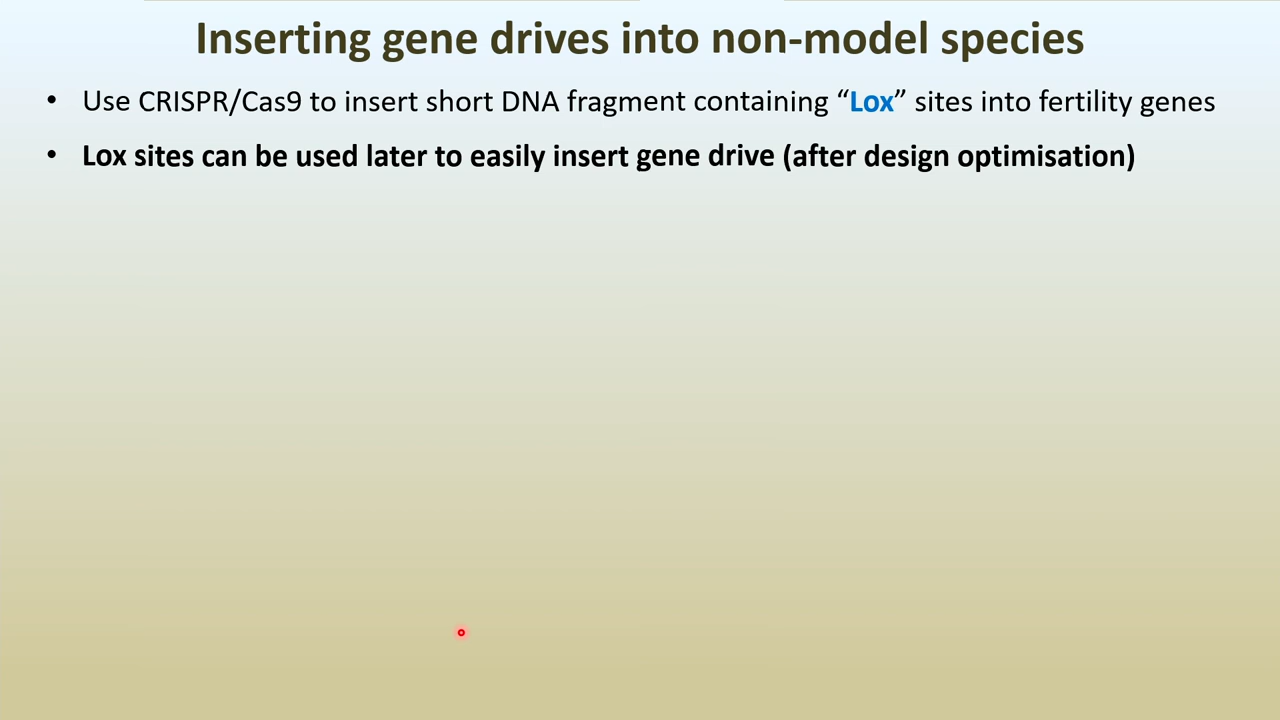 Inserting gene drives into non-model species
• Use CRISPR/Cas9 to insert short DNA fragment containing “Lox” sites into fertility genes
• Lox sites can be used later to easily insert gene drive (after design optimisation)